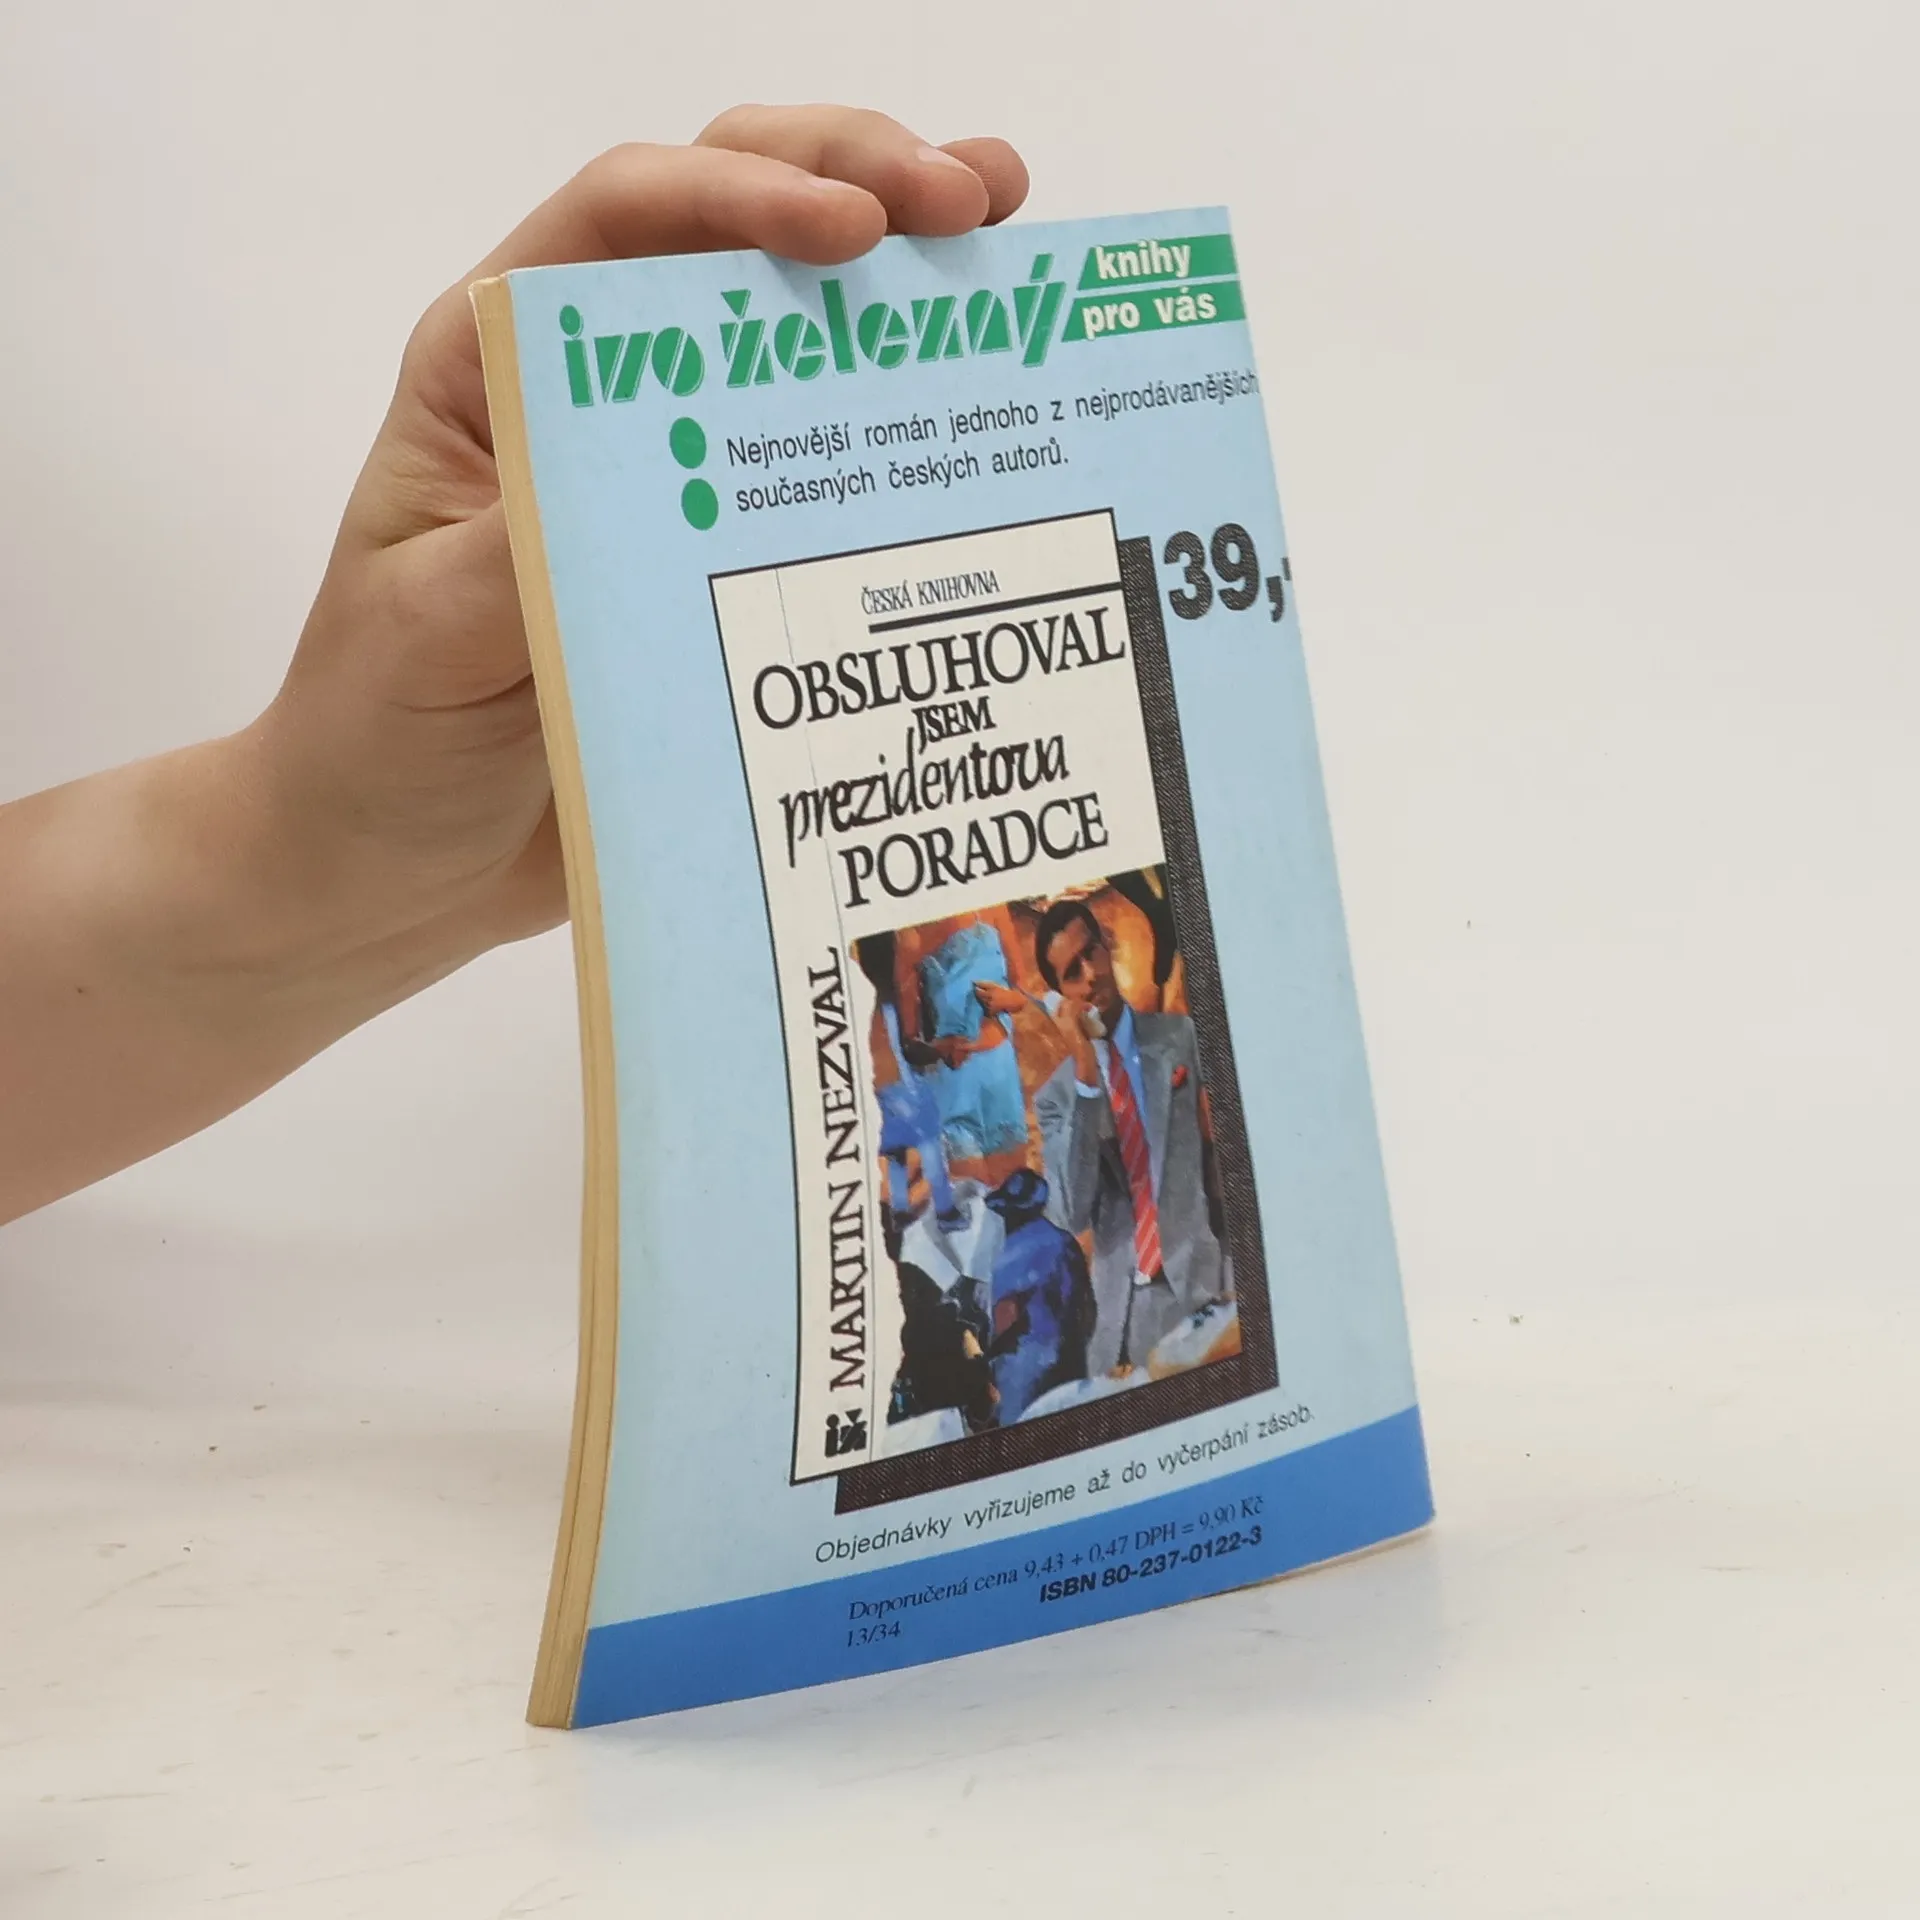 ivo železný
knihy
pro vás
Nejnovější román jednoho z nejprodávanějších
současných českých autorů.
39,-
ČESKÁ KNIHOVNA
OBSLUHOVAL
JSEM
prezidentova
PORADCE
MARTIN NEZVAL
iž
Objednávky vyřizujeme až do vyčerpání zásob.
Doporučená cena 9,43 + 0,47 DPH = 9,90 Kč
13/34
ISBN 80-237-0122-3